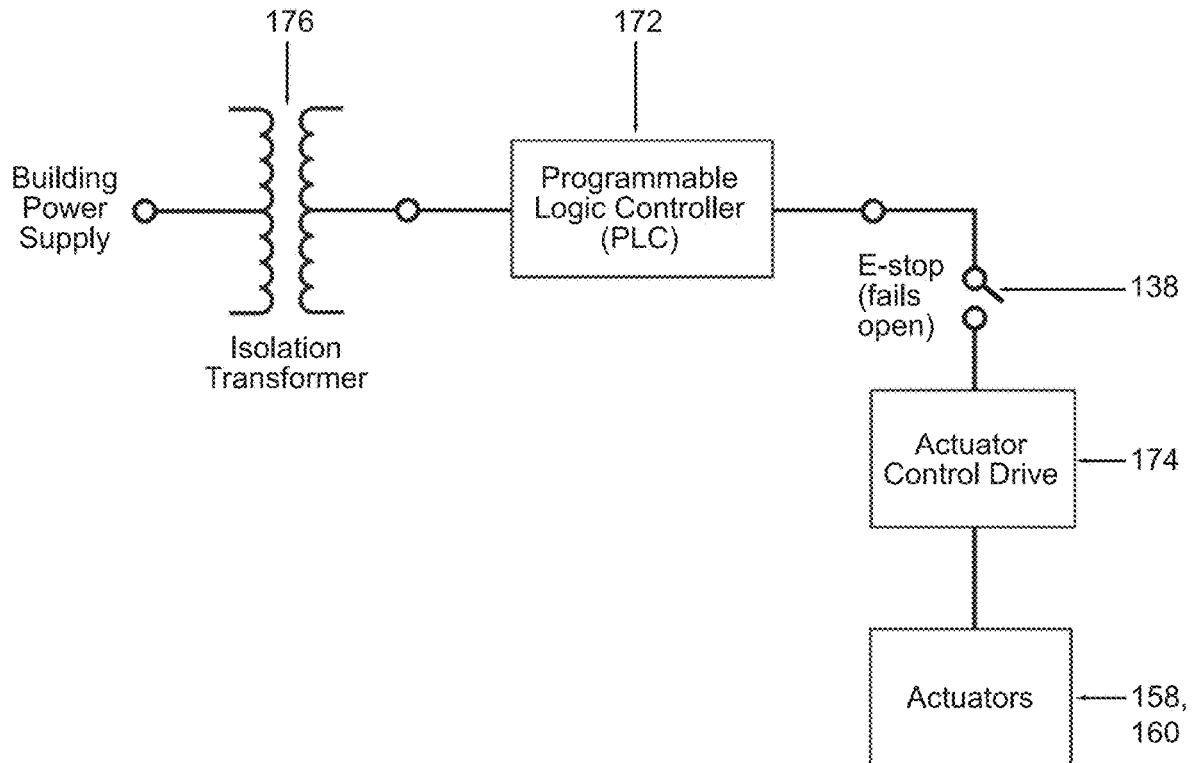 176
172
Building
Power
Supply
Programmable
Logic Controller
(PLC)
E-stop
(fails
open)
138
Isolation
Transformer
Actuator
Control Drive
174
Actuators
158,
160